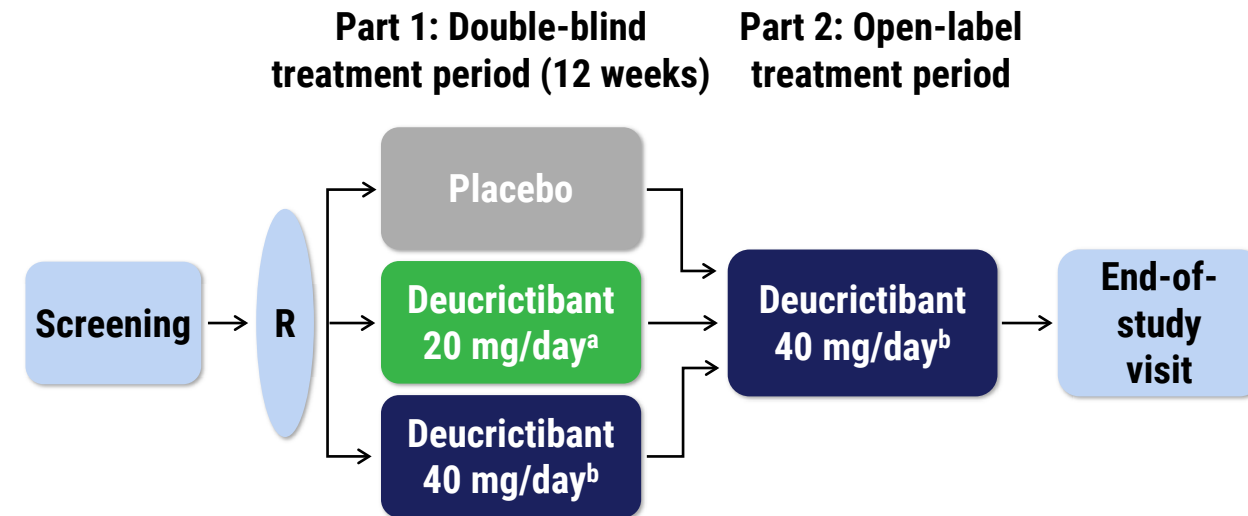 Part 1: Double-blind
treatment period (12 weeks)
Part 2: Open-label
treatment period
Screening
R
Placebo
Deucrictibant
20 mg/dayᵃ
Deucrictibant
40 mg/dayᵇ
Deucrictibant
40 mg/dayᵇ
End-of-
study
visit